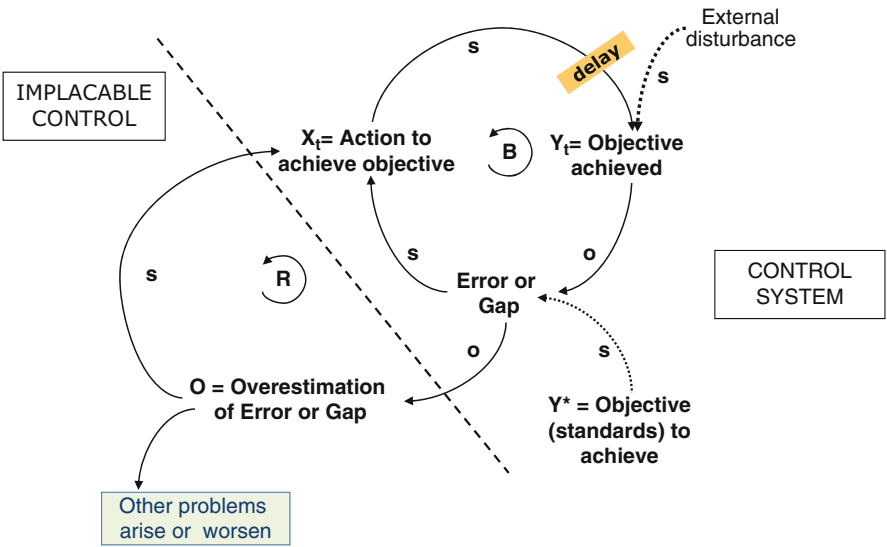 External
disturbance
s
delay
s
IMPLACABLE
CONTROL
Xt= Action to
achieve objective
B
Yt= Objective
achieved
s
o
s
R
Error or
Gap
CONTROL
SYSTEM
o
s
O = Overestimation
of Error or Gap
Y* = Objective
(standards) to
achieve
Other problems
arise or worsen